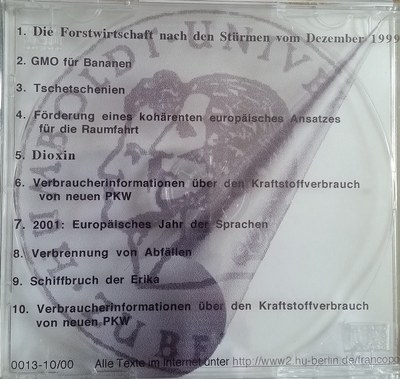 1. Die Forstwirtschaft nach den Stürmen vom Dezember 1999
2. GMO für Bananen
3. Tschetschenien
4. Förderung eines kohärenten europäisches Ansatzes
für die Raumfahrt
5. Dioxin
6. Verbraucherinformationen über den Kraftstoffverbrauch
von neuen PKW
7. 2001: Europäisches Jahr der Sprachen
8. Verbrennung von Abfällen
9. Schiffbruch der Erika
10. Verbraucherinformationen über den Kraftstoffverbrauch
von neuen PKW
0013-10/00 Alle Texte im Internet unter http://www2.hu-berlin.de/francopo
HUMBOLDT UNIVE